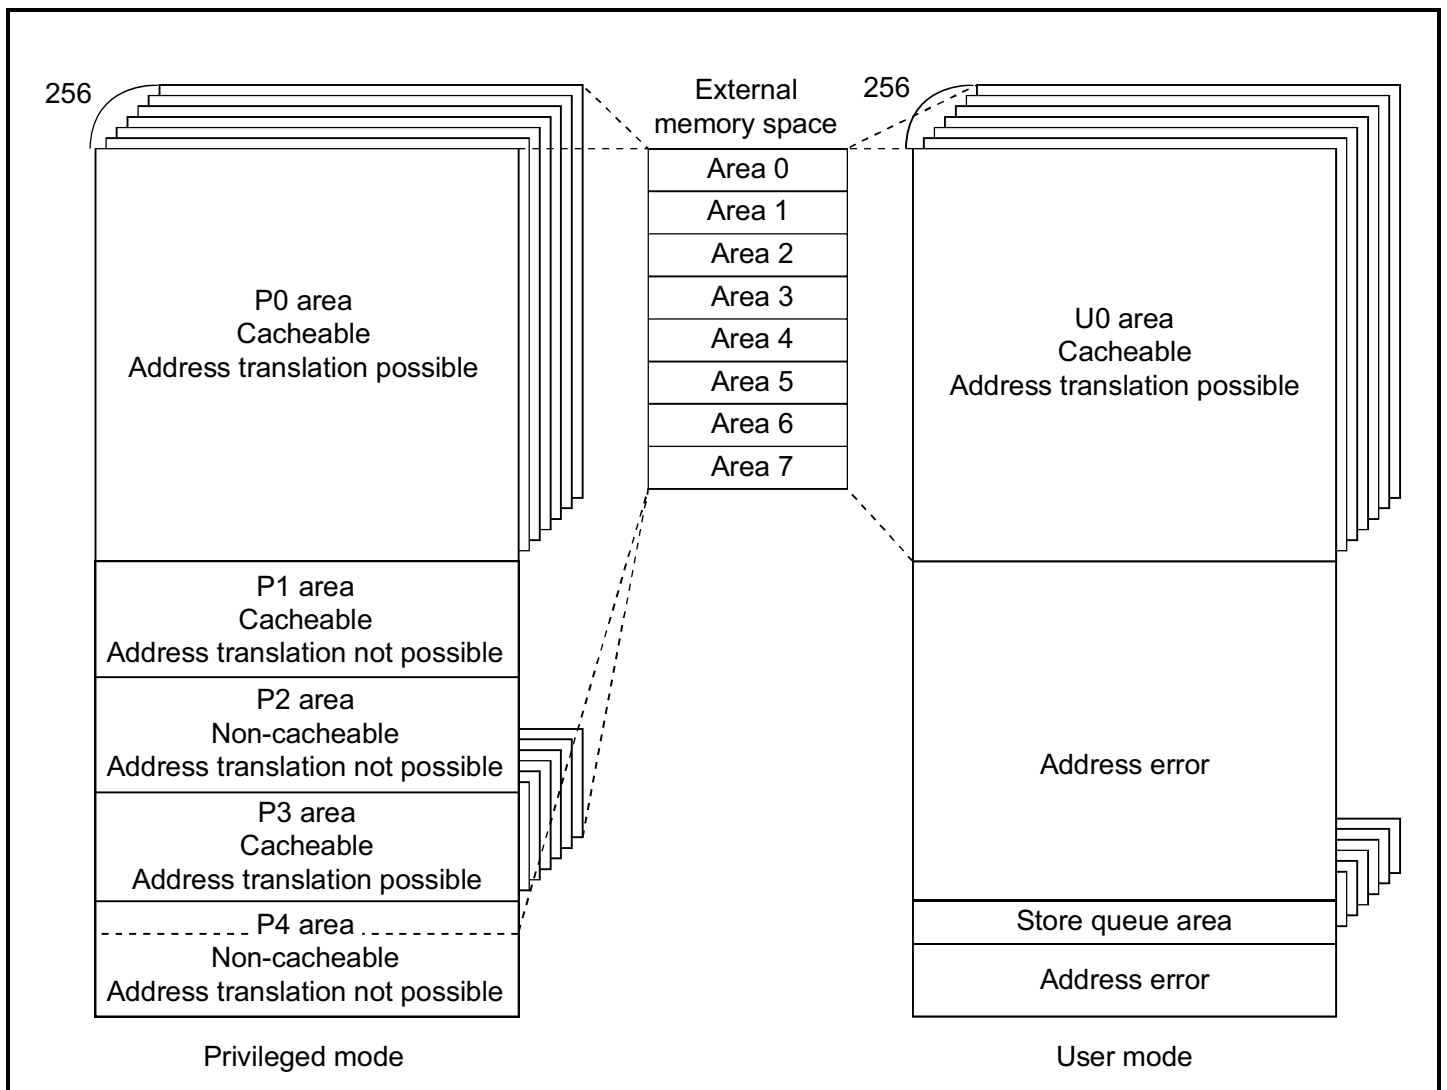 256
P0 area
Cacheable
Address translation possible
P1 area
Cacheable
Address translation not possible
P2 area
Non-cacheable
Address translation not possible
P3 area
Cacheable
Address translation possible
P4 area
Non-cacheable
Address translation not possible
Privileged mode
External
memory space
Area 0
Area 1
Area 2
Area 3
Area 4
Area 5
Area 6
Area 7
256
U0 area
Cacheable
Address translation possible
Address error
Store queue area
Address error
User mode